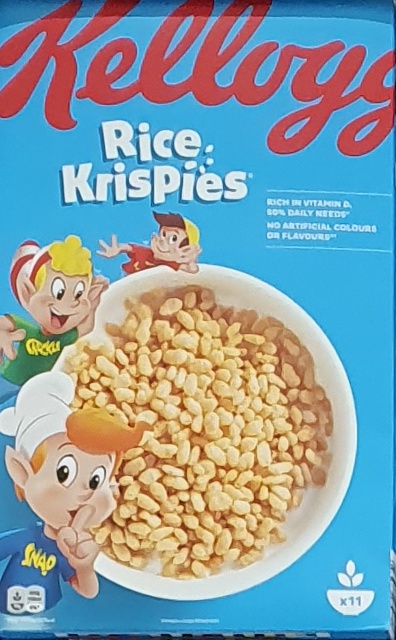 Kellogg
Rice
Krispies
RICH IN VITAMIN D,
50% DAILY NEEDS*
NO ARTIFICIAL COLOURS
OR FLAVOURS**
CRACKLE
SNAP
x11